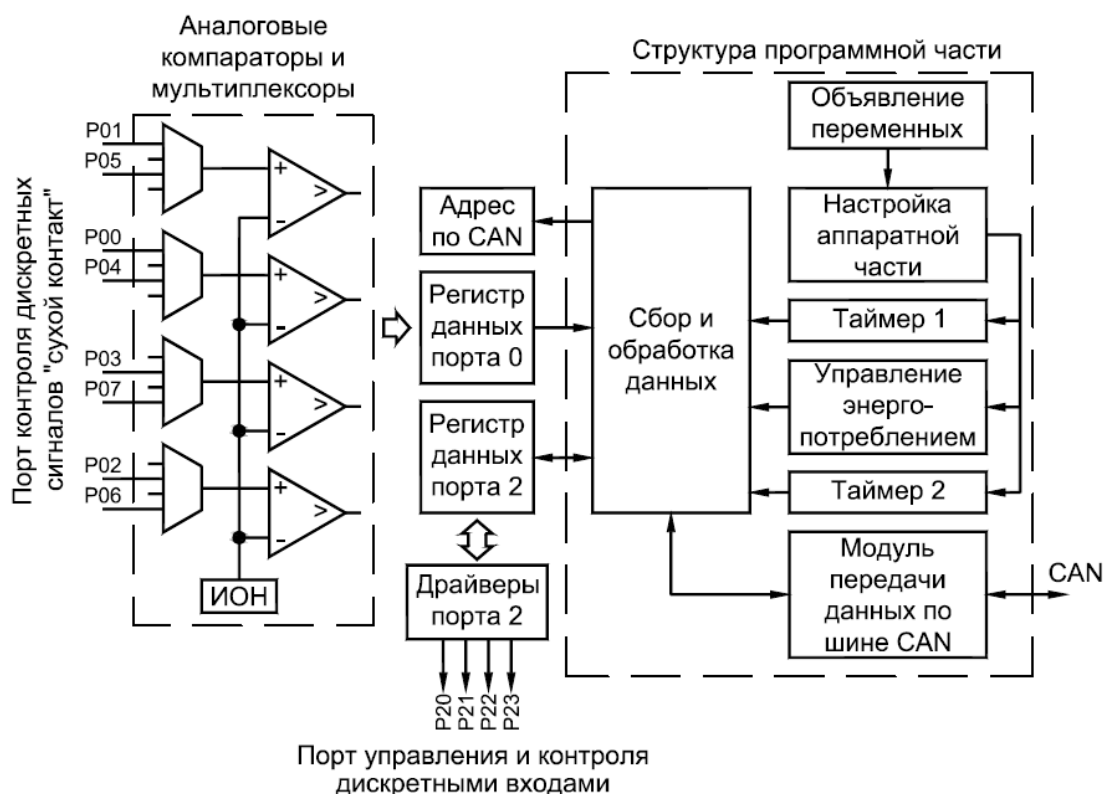 Аналоговые
компараторы и
мультиплексоры
Структура программной части
Порт контроля дискретных
сигналов "сухой контакт"
P01
P05
P00
P04
P03
P07
P02
P06
+
-
>
+
-
>
+
-
>
+
-
>
ИОН
Адрес
по CAN
Регистр
данных
порта 0
Регистр
данных
порта 2
Драйверы
порта 2
P20
P21
P22
P23
Порт управления и контроля
дискретными входами
Сбор и
обработка
данных
Объявление
переменных
Настройка
аппаратной
части
Таймер 1
Управление
энерго-
потреблением
Таймер 2
Модуль
передачи
данных по
шине CAN
CAN